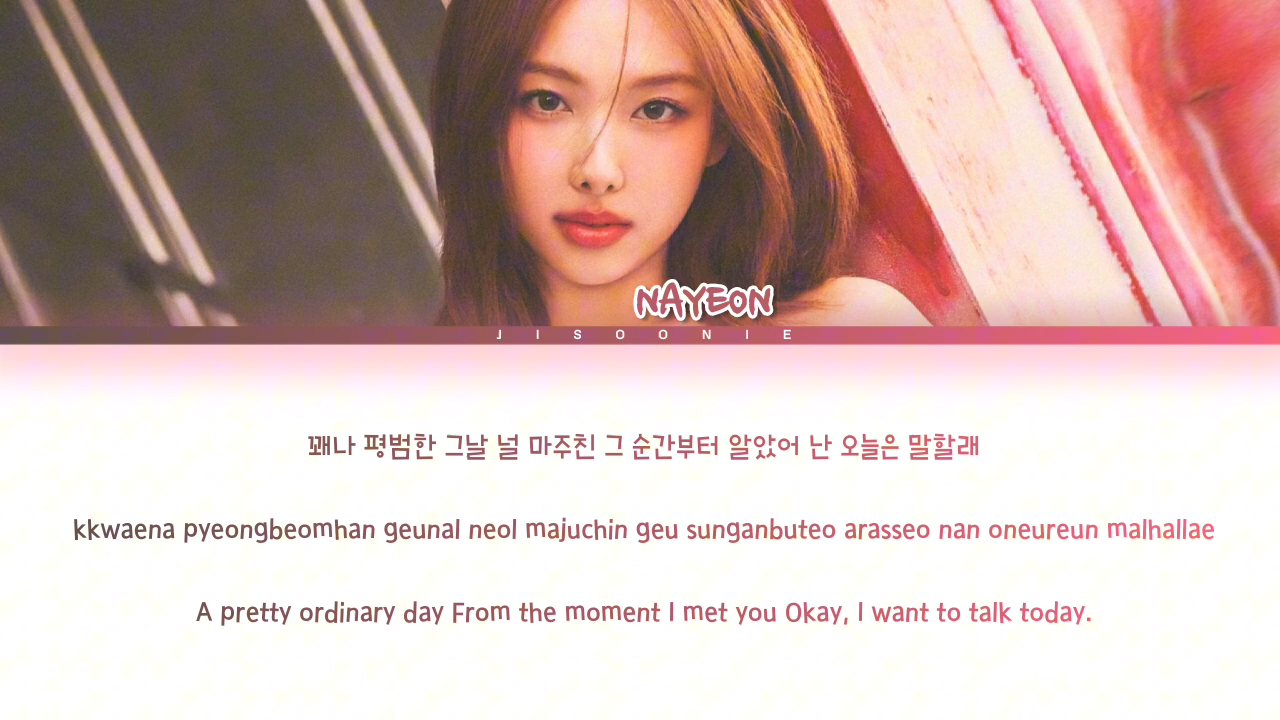 NAYEON
JISOONIE
꽤나 평범한 그날 널 마주친 그 순간부터 알았어 난 오늘은 말할래
kkwaena pyeongbeomhan geunal neol majuchin geu sunganbuteo arasseo nan oneureun malhallae
A pretty ordinary day From the moment I met you Okay, I want to talk today.